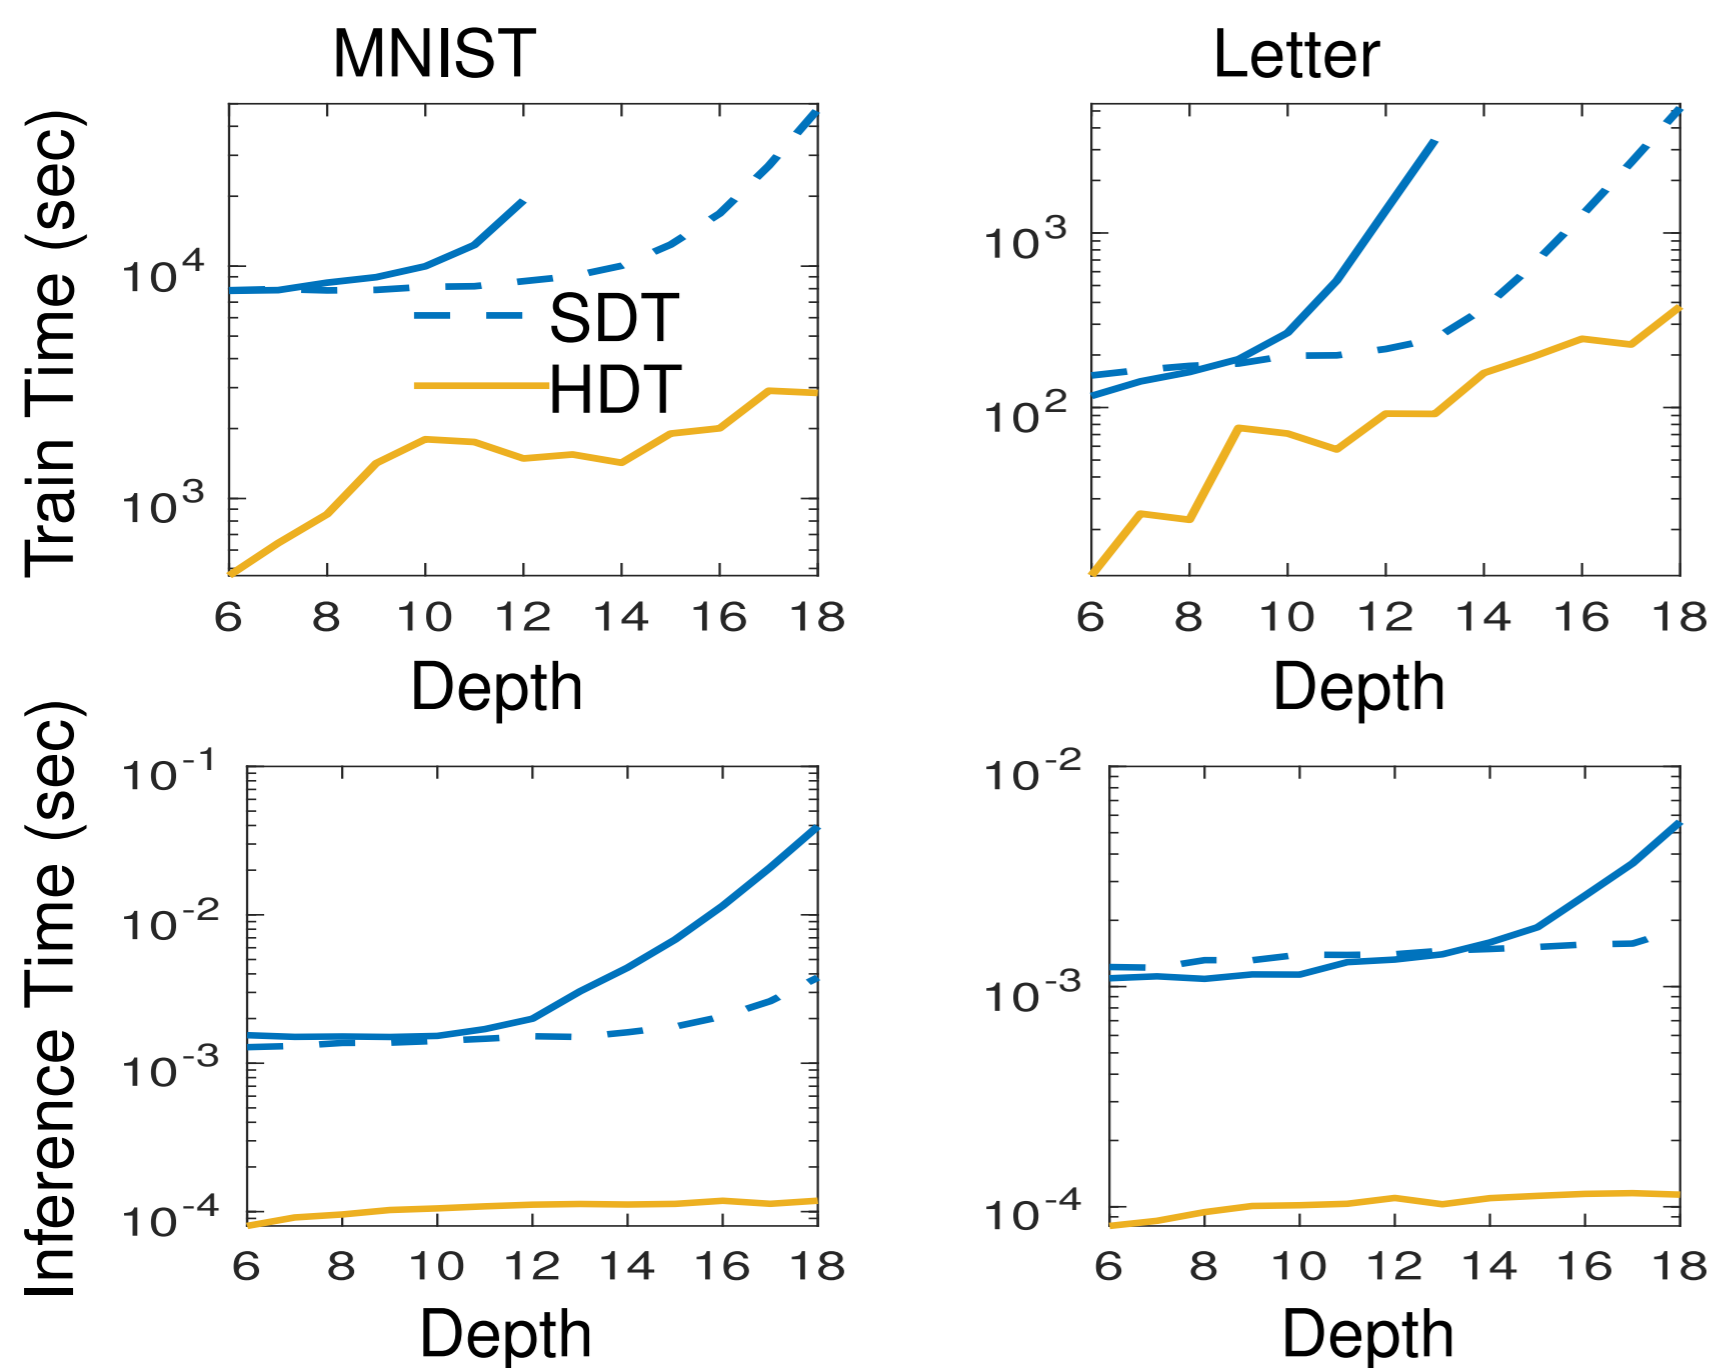 MNIST
Train Time (sec)
10^4
10^3
SDT
HDT
6 8 10 12 14 16 18
Depth
Letter
10^3
10^2
6 8 10 12 14 16 18
Depth
Inference Time (sec)
10^-1
10^-2
10^-3
10^-4
6 8 10 12 14 16 18
Depth
10^-2
10^-3
10^-4
6 8 10 12 14 16 18
Depth